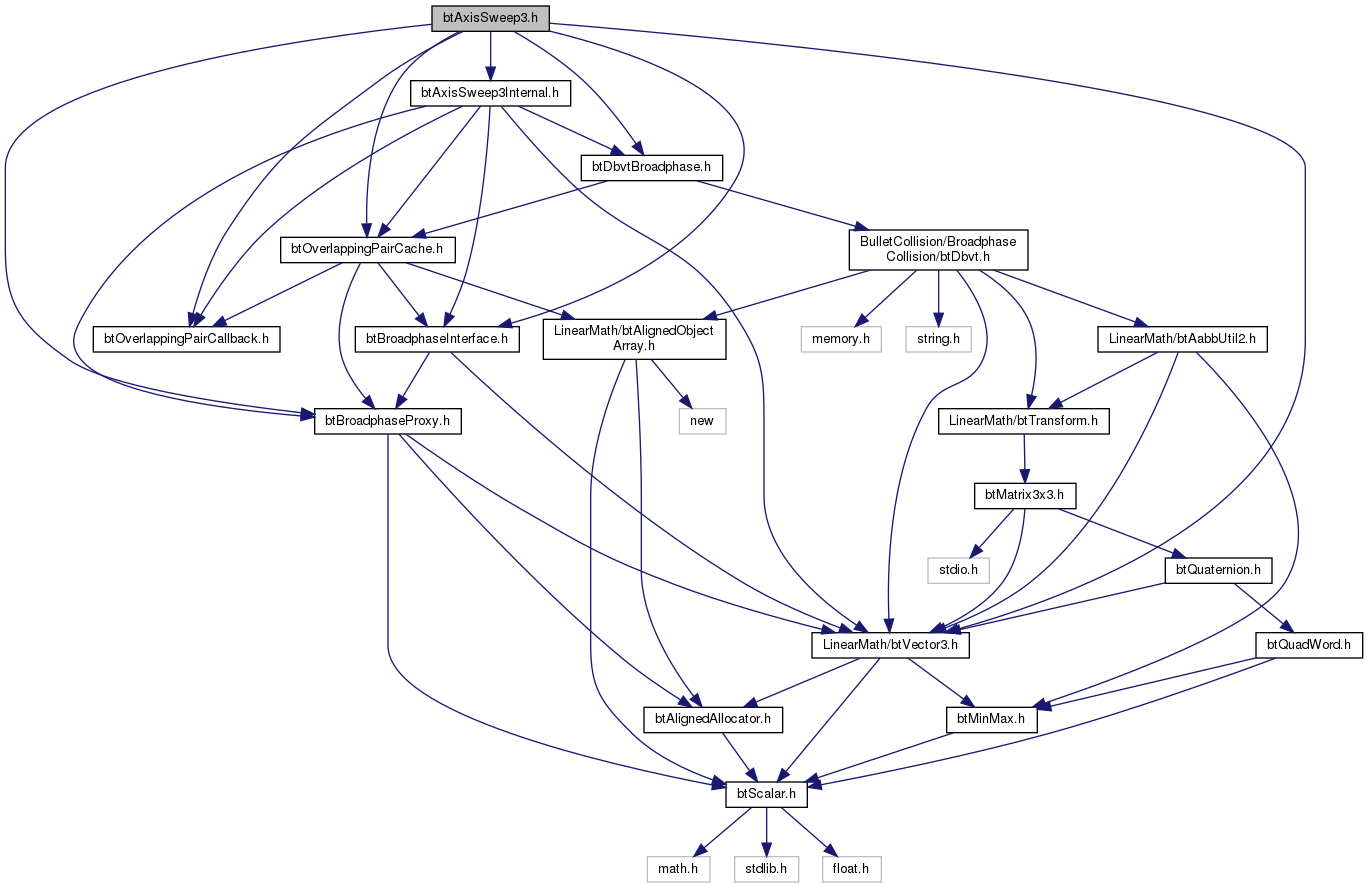 btAxisSweep3.h
btAxisSweep3Internal.h
btDbvtBroadphase.h
btOverlappingPairCache.h
BulletCollision/Broadphase
Collision/btDbvt.h
btOverlappingPairCallback.h
btBroadphaseInterface.h
LinearMath/btAlignedObject
Array.h
memory.h
string.h
LinearMath/btAabbUtil2.h
btBroadphaseProxy.h
new
LinearMath/btTransform.h
btMatrix3x3.h
stdio.h
btQuaternion.h
LinearMath/btVector3.h
btQuadWord.h
btAlignedAllocator.h
btMinMax.h
btScalar.h
math.h
stdlib.h
float.h